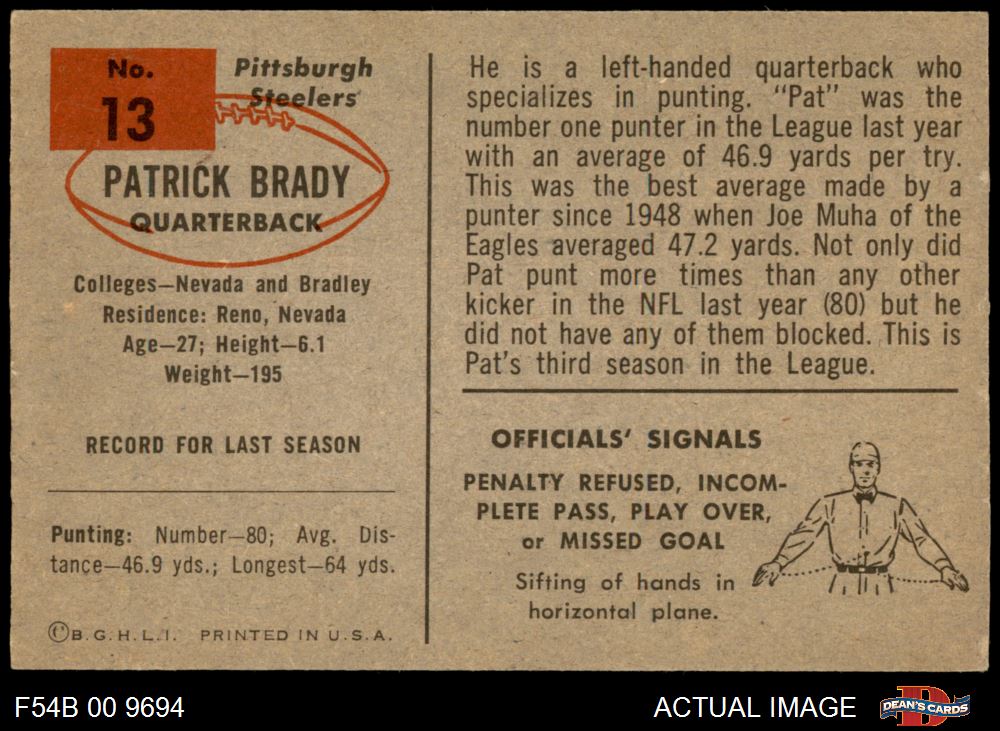 No.
13
Pittsburgh
Steelers
PATRICK BRADY
QUARTERBACK
Colleges—Nevada and Bradley
Residence: Reno, Nevada
Age—27; Height—6.1
Weight—195
RECORD FOR LAST SEASON
Punting: Number—80; Avg. Dis-
tance—46.9 yds.; Longest—64 yds.
©B.G.H.L.I. PRINTED IN U.S.A.
He is a left-handed quarterback who
specializes in punting. "Pat" was the
number one punter in the League last year
with an average of 46.9 yards per try.
This was the best average made by a
punter since 1948 when Joe Muha of the
Eagles averaged 47.2 yards. Not only did
Pat punt more times than any other
kicker in the NFL last year (80) but he
did not have any of them blocked. This is
Pat's third season in the League.
OFFICIALS' SIGNALS
PENALTY REFUSED, INCOM-
PLETE PASS, PLAY OVER,
or MISSED GOAL
Sifting of hands in
horizontal plane.
F54B 00 9694
ACTUAL IMAGE
D
DEAN'S CARDS